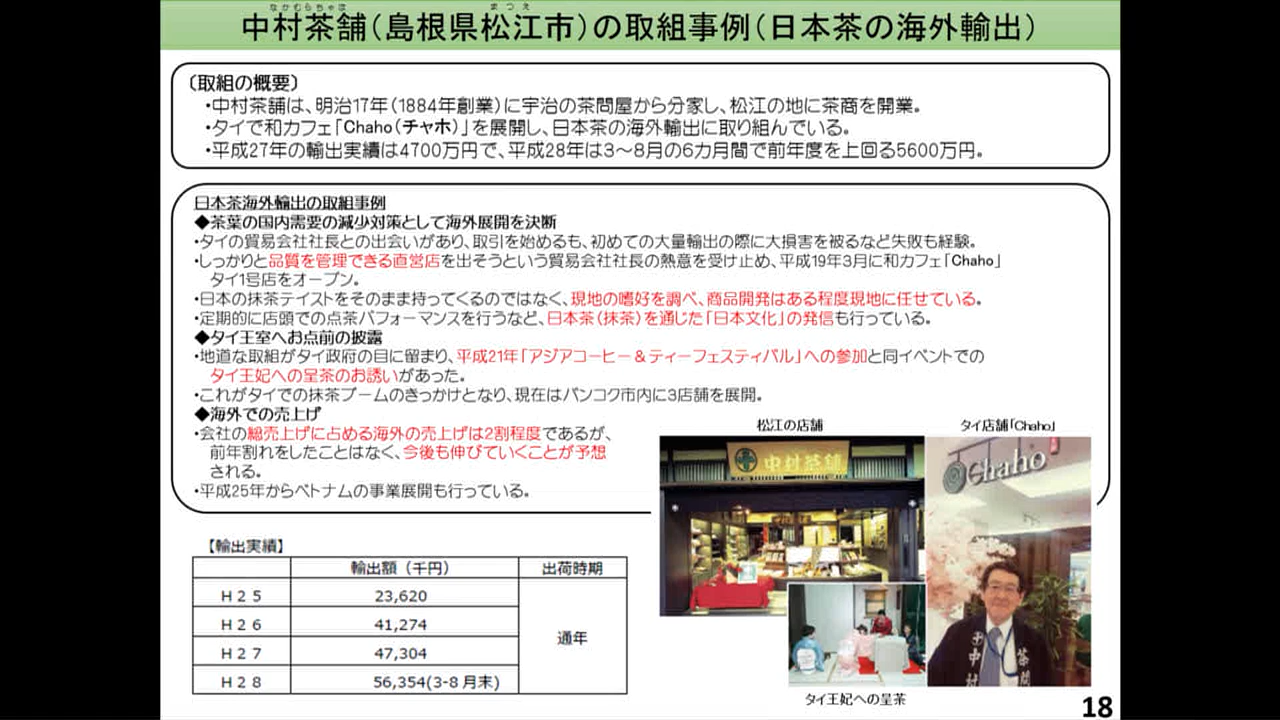 なかむらちゃほ まつえ
中村茶舗(島根県松江市)の取組事例(日本茶の海外輸出)
〔取組の概要〕
・中村茶舗は、明治17年(1884年創業)に宇治の茶問屋から分家し、松江の地に茶商を開業。
・タイで和カフェ「Chaho(チャホ)」を展開し、日本茶の海外輸出に取り組んでいる。
・平成27年の輸出実績は4700万円で、平成28年は3～8月の6カ月間で前年度を上回る5600万円。
日本茶海外輸出の取組事例
◆茶葉の国内需要の減少対策として海外展開を決断
・タイの貿易会社社長との出会いがあり、取引を始めるも、初めての大量輸出の際に大損害を被るなど失敗も経験。
・しっかりと品質を管理できる直営店を出そうという貿易会社社長の熱意を受け止め、平成19年3月に和カフェ「Chaho」
タイ1号店をオープン。
・日本の抹茶テイストをそのまま持ってくるのではなく、現地の嗜好を調べ、商品開発はある程度現地に任せている。
・定期的に店頭での点茶パフォーマンスを行うなど、日本茶(抹茶)を通じた「日本文化」の発信も行っている。
◆タイ王室へお点前の披露
・地道な取組がタイ政府の目に留まり、平成21年「アジアコーヒー＆ティーフェスティバル」への参加と同イベントでの
タイ王妃への呈茶のお誘いがあった。
・これがタイでの抹茶ブームのきっかけとなり、現在はバンコク市内に3店舗を展開。
◆海外での売上げ
・会社の総売上げに占める海外の売上げは2割程度であるが、
前年割れをしたことはなく、今後も伸びていくことが予想
される。
・平成25年からベトナムの事業展開も行っている。
松江の店舗 タイ店舗「Chaho」
中村茶舗
Chaho
【輸出実績】
輸出額（千円） 出荷時期
Ｈ２５ 23,620
Ｈ２６ 41,274
通年
Ｈ２７ 47,304
Ｈ２８ 56,354(3-8月末)
タイ王妃への呈茶
18